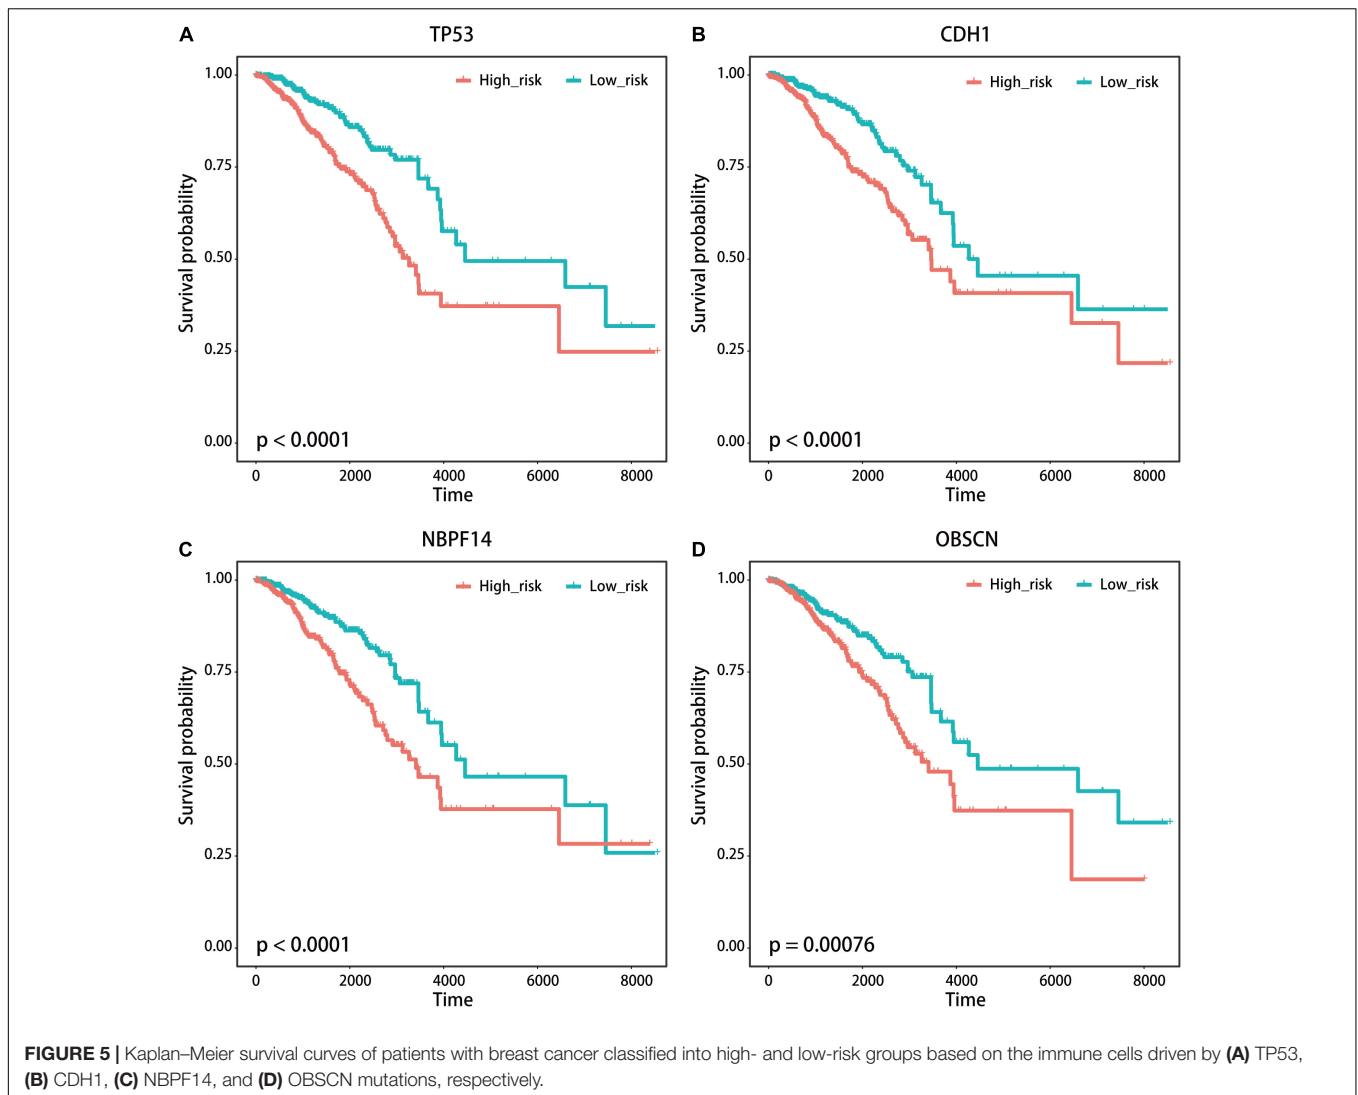 A
TP53
High_risk
Low_risk
1.00
0.75
0.50
0.25
0.00
Survival probability
p < 0.0001
0 2000 4000 6000 8000
Time
B
CDH1
High_risk
Low_risk
1.00
0.75
0.50
0.25
0.00
Survival probability
p < 0.0001
0 2000 4000 6000 8000
Time
C
NBPF14
High_risk
Low_risk
1.00
0.75
0.50
0.25
0.00
Survival probability
p < 0.0001
0 2000 4000 6000 8000
Time
D
OBSCN
High_risk
Low_risk
1.00
0.75
0.50
0.25
0.00
Survival probability
p = 0.00076
0 2000 4000 6000 8000
Time
FIGURE 5 | Kaplan–Meier survival curves of patients with breast cancer classified into high- and low-risk groups based on the immune cells driven by (A) TP53,
(B) CDH1, (C) NBPF14, and (D) OBSCN mutations, respectively.